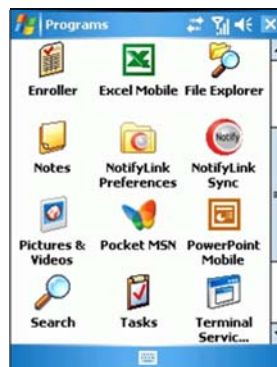 Programs
Enroller Excel Mobile File Explorer
Notes NotifyLink Preferences NotifyLink Sync
Notify
Pictures & Videos Pocket MSN PowerPoint Mobile
Search Tasks Terminal Servic...